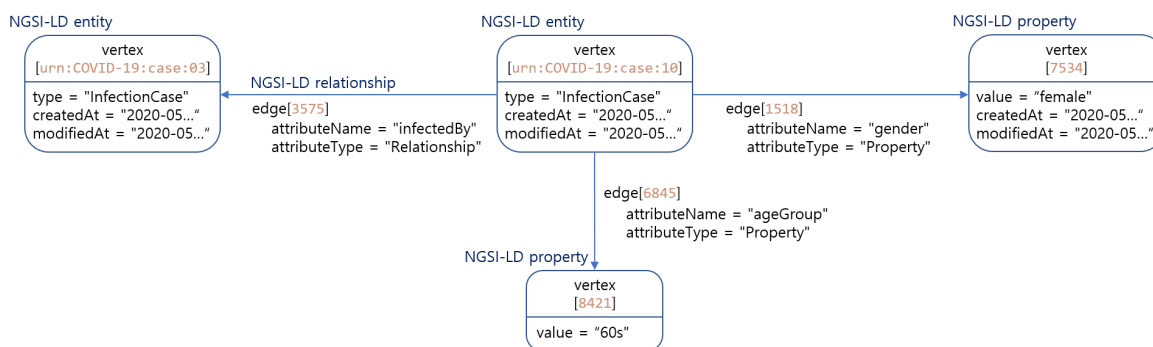 NGSI-LD entity
vertex
[urn:COVID-19:case:03]
type = "InfectionCase"
createdAt = "2020-05...“
modifiedAt = "2020-05...“
NGSI-LD relationship
edge[3575]
attributeName = "infectedBy"
attributeType = "Relationship"
NGSI-LD entity
vertex
[urn:COVID-19:case:10]
type = "InfectionCase"
createdAt = "2020-05...“
modifiedAt = "2020-05...“
edge[1518]
attributeName = "gender"
attributeType = "Property"
NGSI-LD property
vertex
[7534]
value = “female"
createdAt = "2020-05...“
modifiedAt = "2020-05...“
edge[6845]
attributeName = "ageGroup"
attributeType = "Property"
NGSI-LD property
vertex
[8421]
value = “60s"